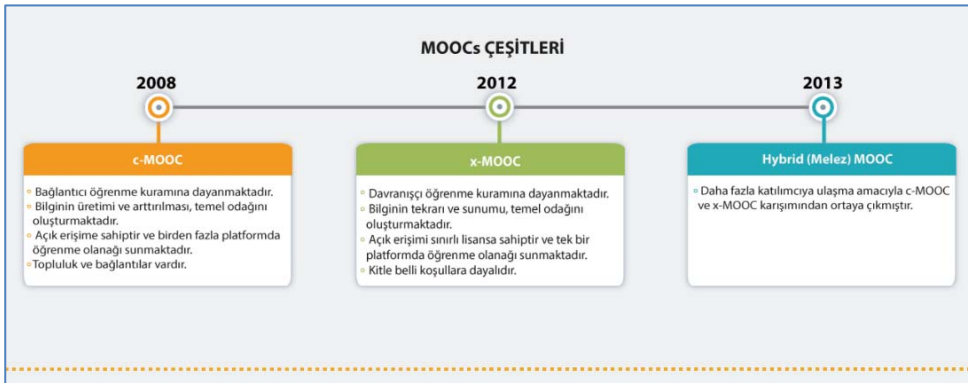 MOOCs ÇEŞİTLERİ
2008
2012
2013
c-MOOC
Bağlantıcı öğrenme kuramına dayanmaktadır.
Bilginin üretimi ve arttırılması, temel odağını
oluşturmaktadır.
Açık erişime sahiptir ve birden fazla platformda
öğrenme olanağı sunmaktadır.
Topluluk ve bağlantılar vardır.
x-MOOC
Davranışçı öğrenme kuramına dayanmaktadır.
Bilginin tekrarı ve sunumu, temel odağını
oluşturmaktadır.
Açık erişimi sınırlı lisansa sahiptir ve tek bir
platformda öğrenme olanağı sunmaktadır.
Kitle belli koşullara dayalıdır.
Hybrid (Melez) MOOC
Daha fazla katılımcıya ulaşma amacıyla c-MOOC
ve x-MOOC karışımından ortaya çıkmıştır.